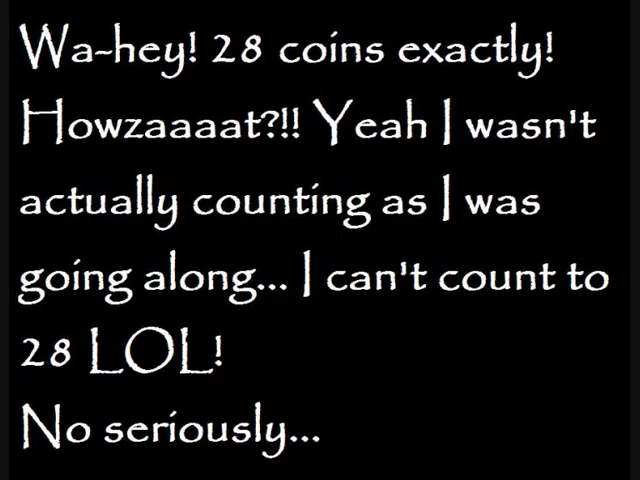 Wa-hey! 28 coins exactly!
Howzaaaat?!! Yeah I wasn't
actually counting as I was
going along... I can't count to
28 LOL!
No seriously...